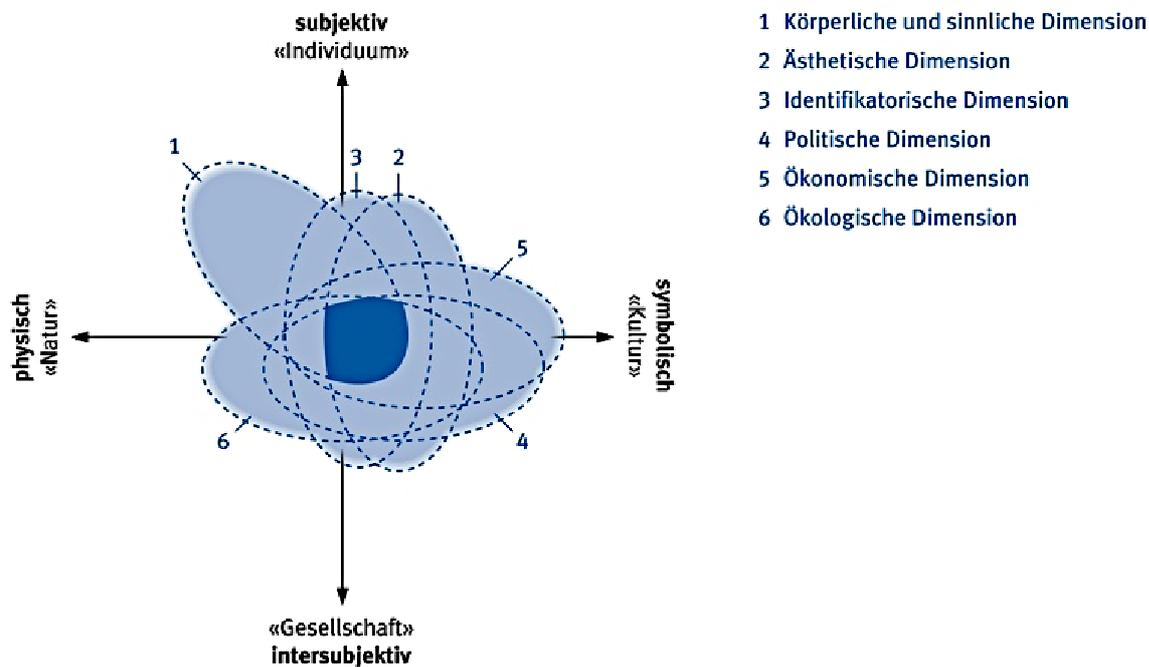 subjektiv
«Individuum»
1 Körperliche und sinnliche Dimension
2 Ästhetische Dimension
3 Identifikatorische Dimension
4 Politische Dimension
5 Ökonomische Dimension
6 Ökologische Dimension
1
3
2
5
physisch
«Natur»
symbolisch
«Kultur»
6
4
«Gesellschaft»
intersubjektiv